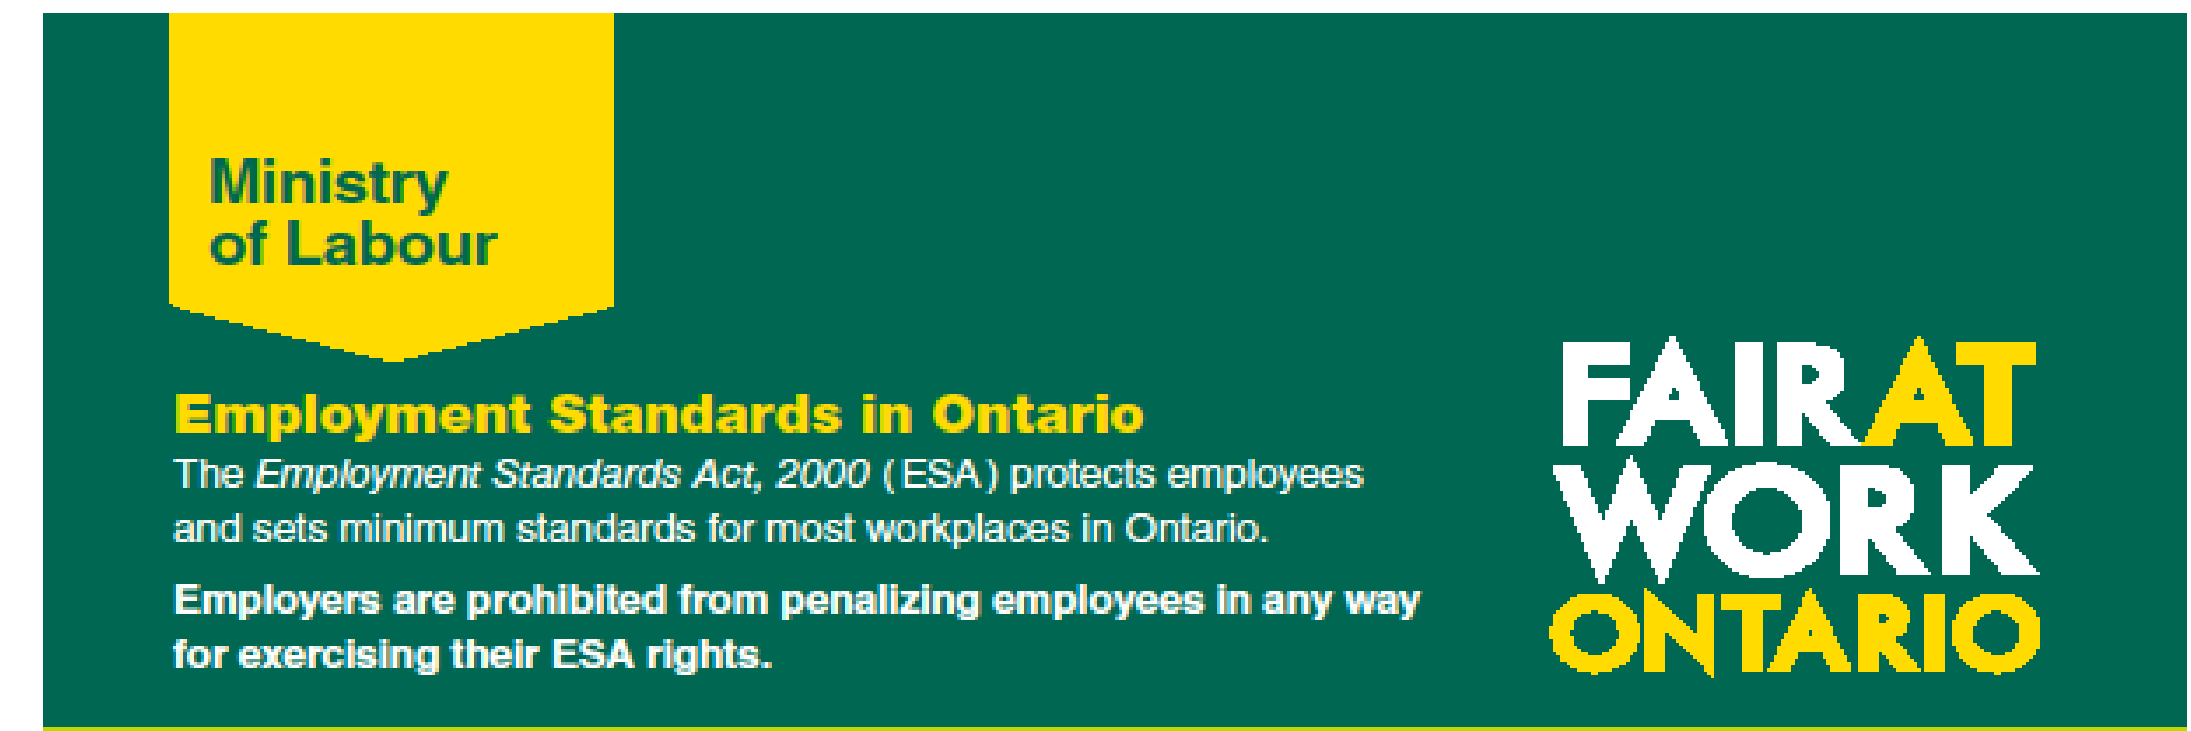 Ministry
of Labour
Employment Standards in Ontario
The Employment Standards Act, 2000 (ESA) protects employees
and sets minimum standards for most workplaces in Ontario.
Employers are prohibited from penalizing employees in any way
for exercising their ESA rights.
FAIR AT
WORK
ONTARIO